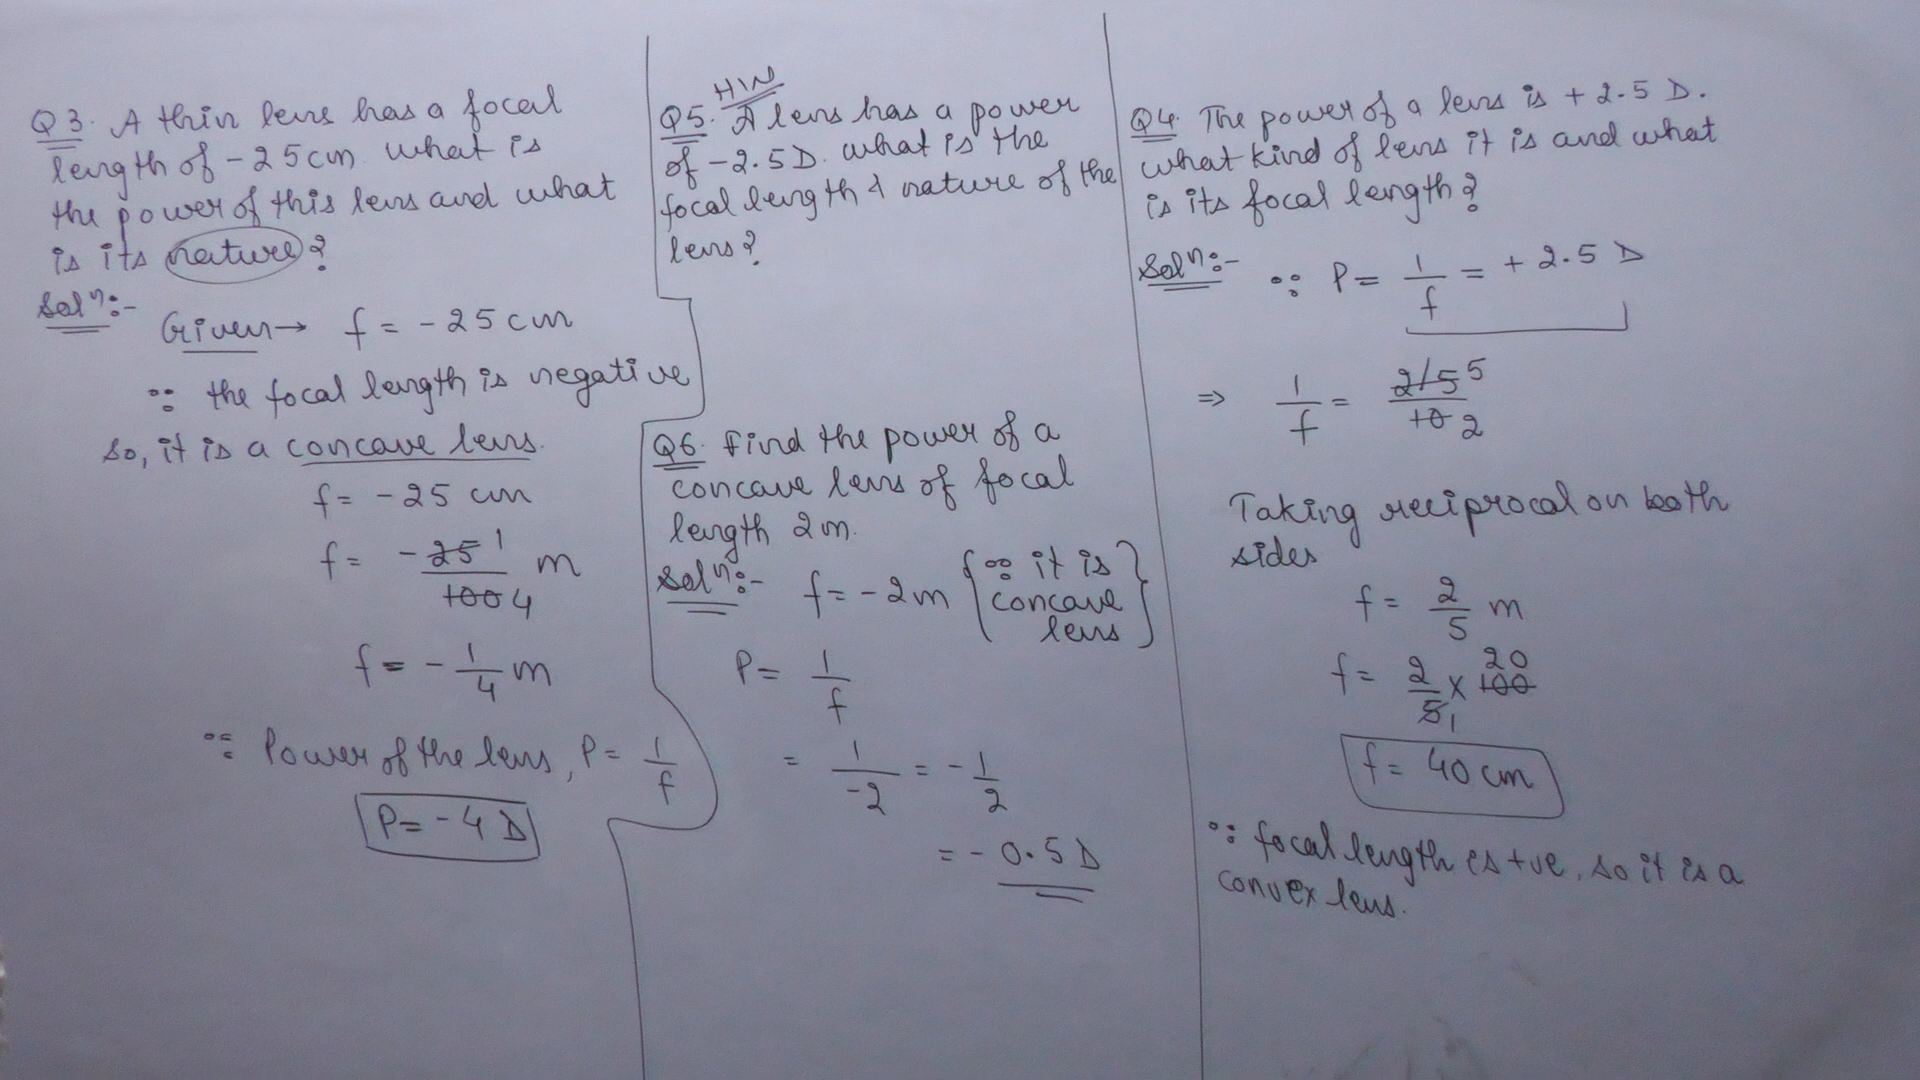 Q3. A thin lens has a focal
length of -25cm. What is
the power of this lens and what
is its nature?
Solⁿ:-
Given→ f = -25 cm
∵ the focal length is negative
so, it is a concave lens.
f = -25 cm
f = -25 1/100 4 m
f = -1/4 m
∵ Power of the lens, P = 1/f
P = -4 D
H/W
Q5. A lens has a power
of -2.5D. What is the
focal length & nature of the
lens?
Q6. Find the power of a
concave lens of focal
length 2m.
Solⁿ:- f = -2m {∵ it is
concave
lens}
P = 1/f
= 1/-2 = -1/2
= -0.5 D
Q4. The power of a lens is +2.5 D.
What kind of lens it is and what
is its focal length?
Solⁿ:- ∵ P = 1/f = +2.5 D
⇒ 1/f = 25 5/10 2
Taking reciprocal on both
sides
f = 2/5 m
f = 2/5 1 × 100 20
f = 40 cm
∵ focal length is +ve, so it is a
convex lens.